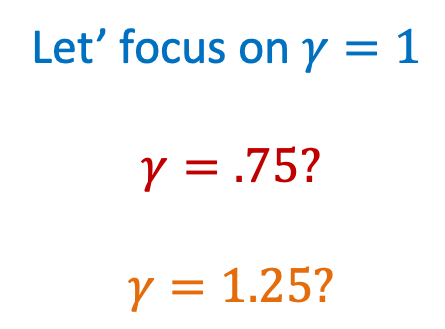 Let’ focus on γ = 1
γ = .75?
γ = 1.25?